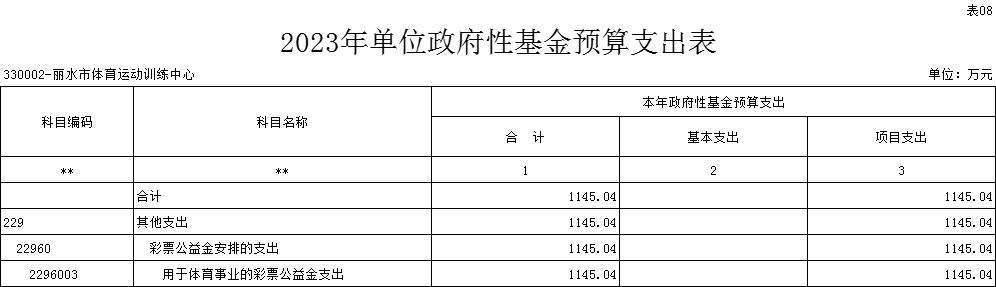 表08
2023年单位政府性基金预算支出表
330002-丽水市体育运动训练中心 单位：万元
科目编码 科目名称 本年政府性基金预算支出
合 计 基本支出 项目支出
** ** 1 2 3
合计 1145.04 1145.04
229 其他支出 1145.04 1145.04
22960 彩票公益金安排的支出 1145.04 1145.04
2296003 用于体育事业的彩票公益金支出 1145.04 1145.04